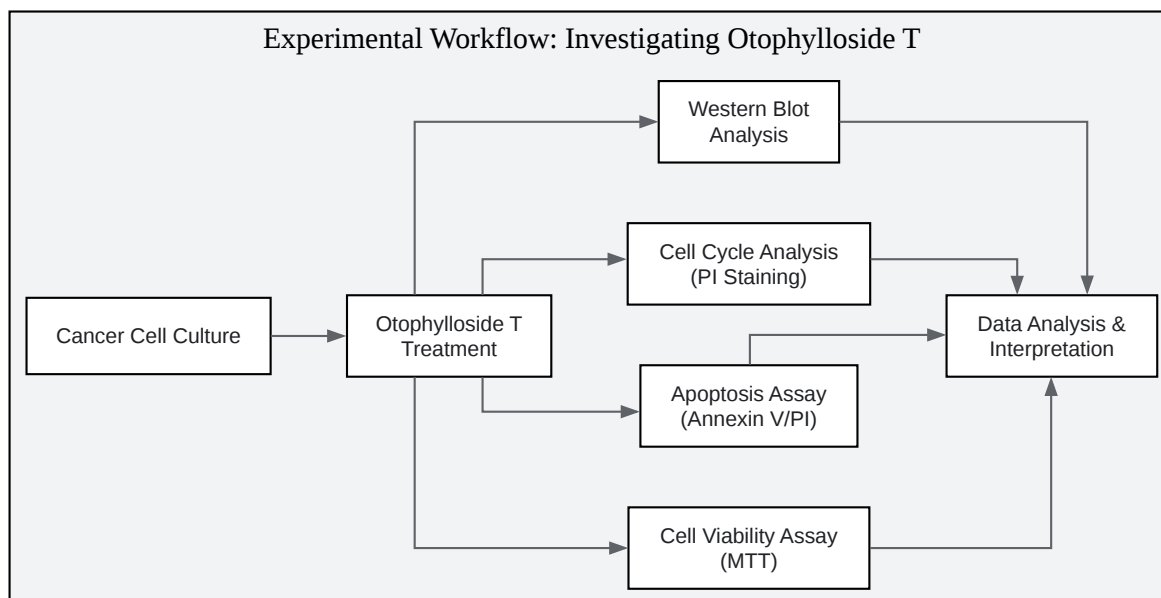 Experimental Workflow: Investigating Otophylloside T
Western Blot
Analysis
Cell Cycle Analysis
(PI Staining)
Cancer Cell Culture
Otophylloside T
Treatment
Data Analysis &
Interpretation
Apoptosis Assay
(Annexin V/PI)
Cell Viability Assay
(MTT)